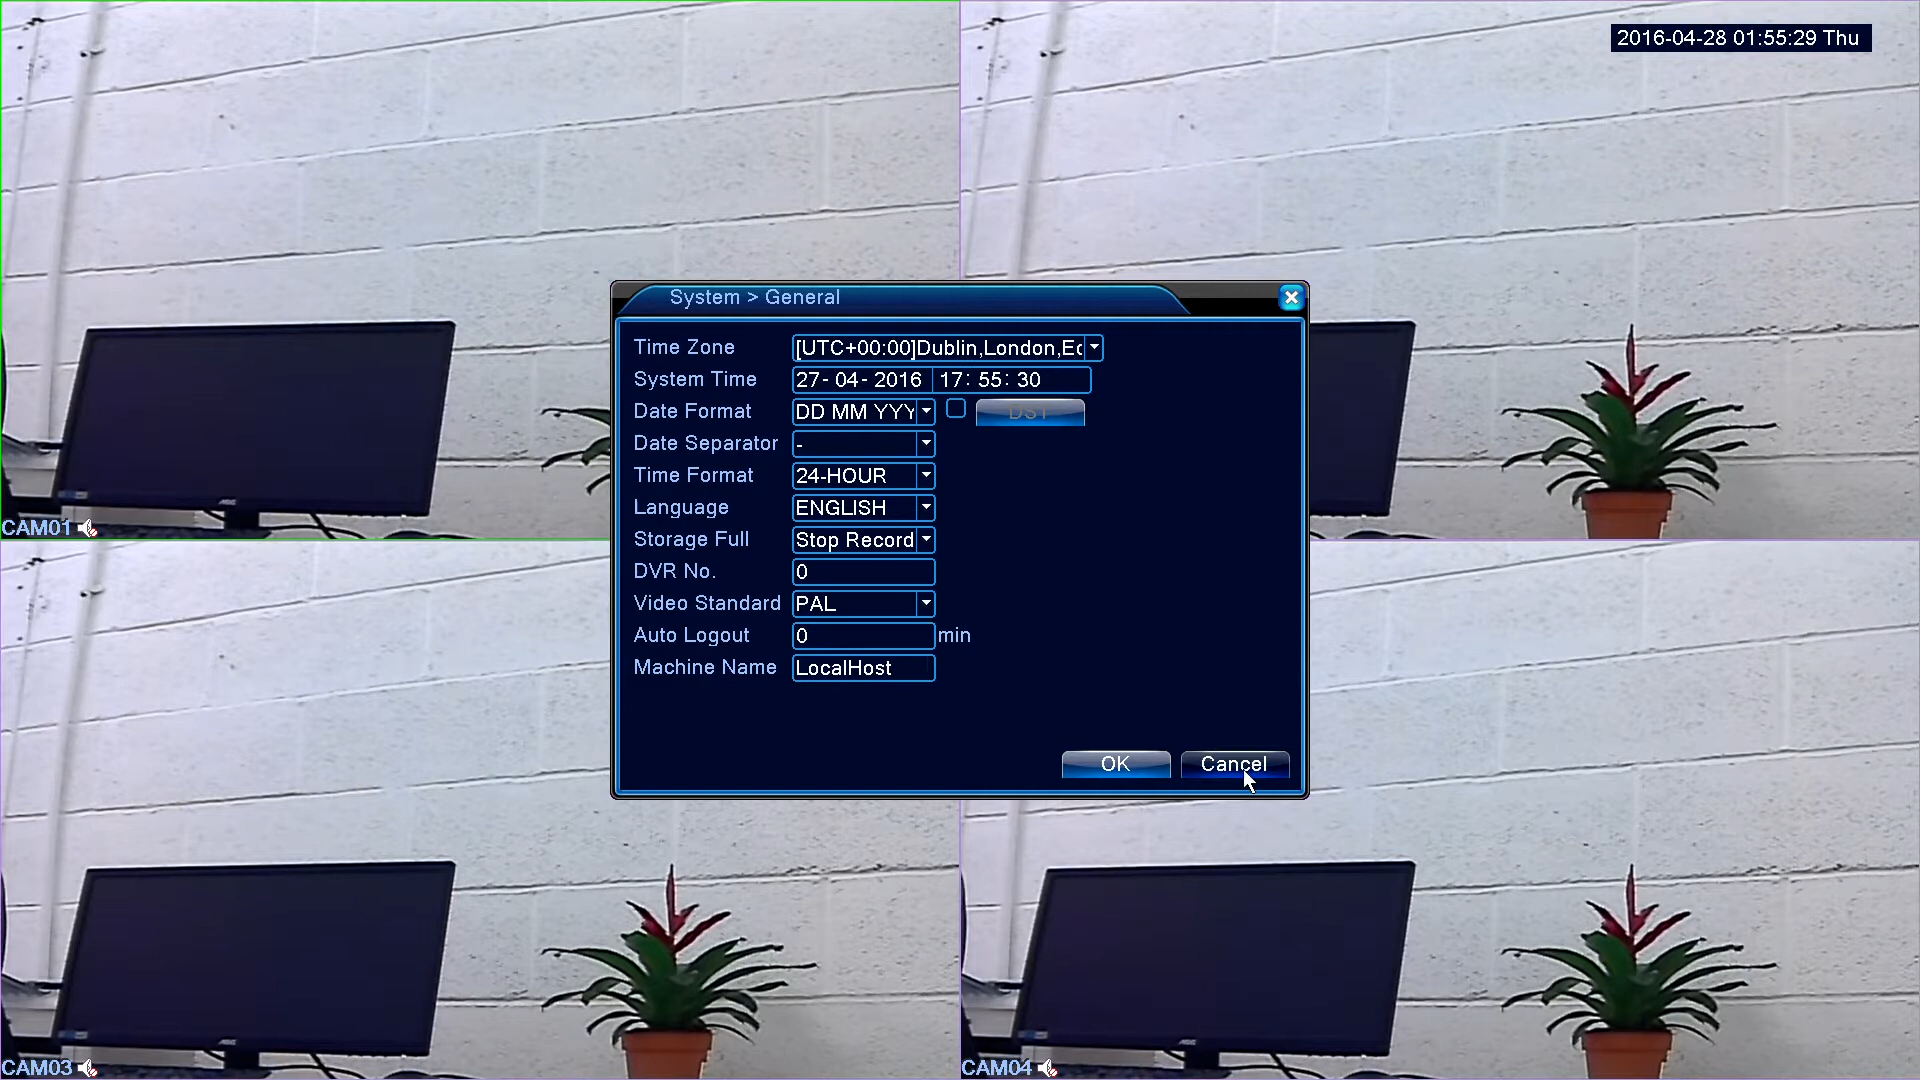 2016-04-28 01:55:29 Thu
System > General
Time Zone [UTC+00:00]Dublin,London,Ed
System Time 27- 04- 2016 17: 55: 30
Date Format DD MM YYY DST
Date Separator -
Time Format 24-HOUR
Language ENGLISH
Storage Full Stop Record
DVR No. 0
Video Standard PAL
Auto Logout 0 min
Machine Name LocalHost
OK Cancel
CAM01
CAM03
CAM04